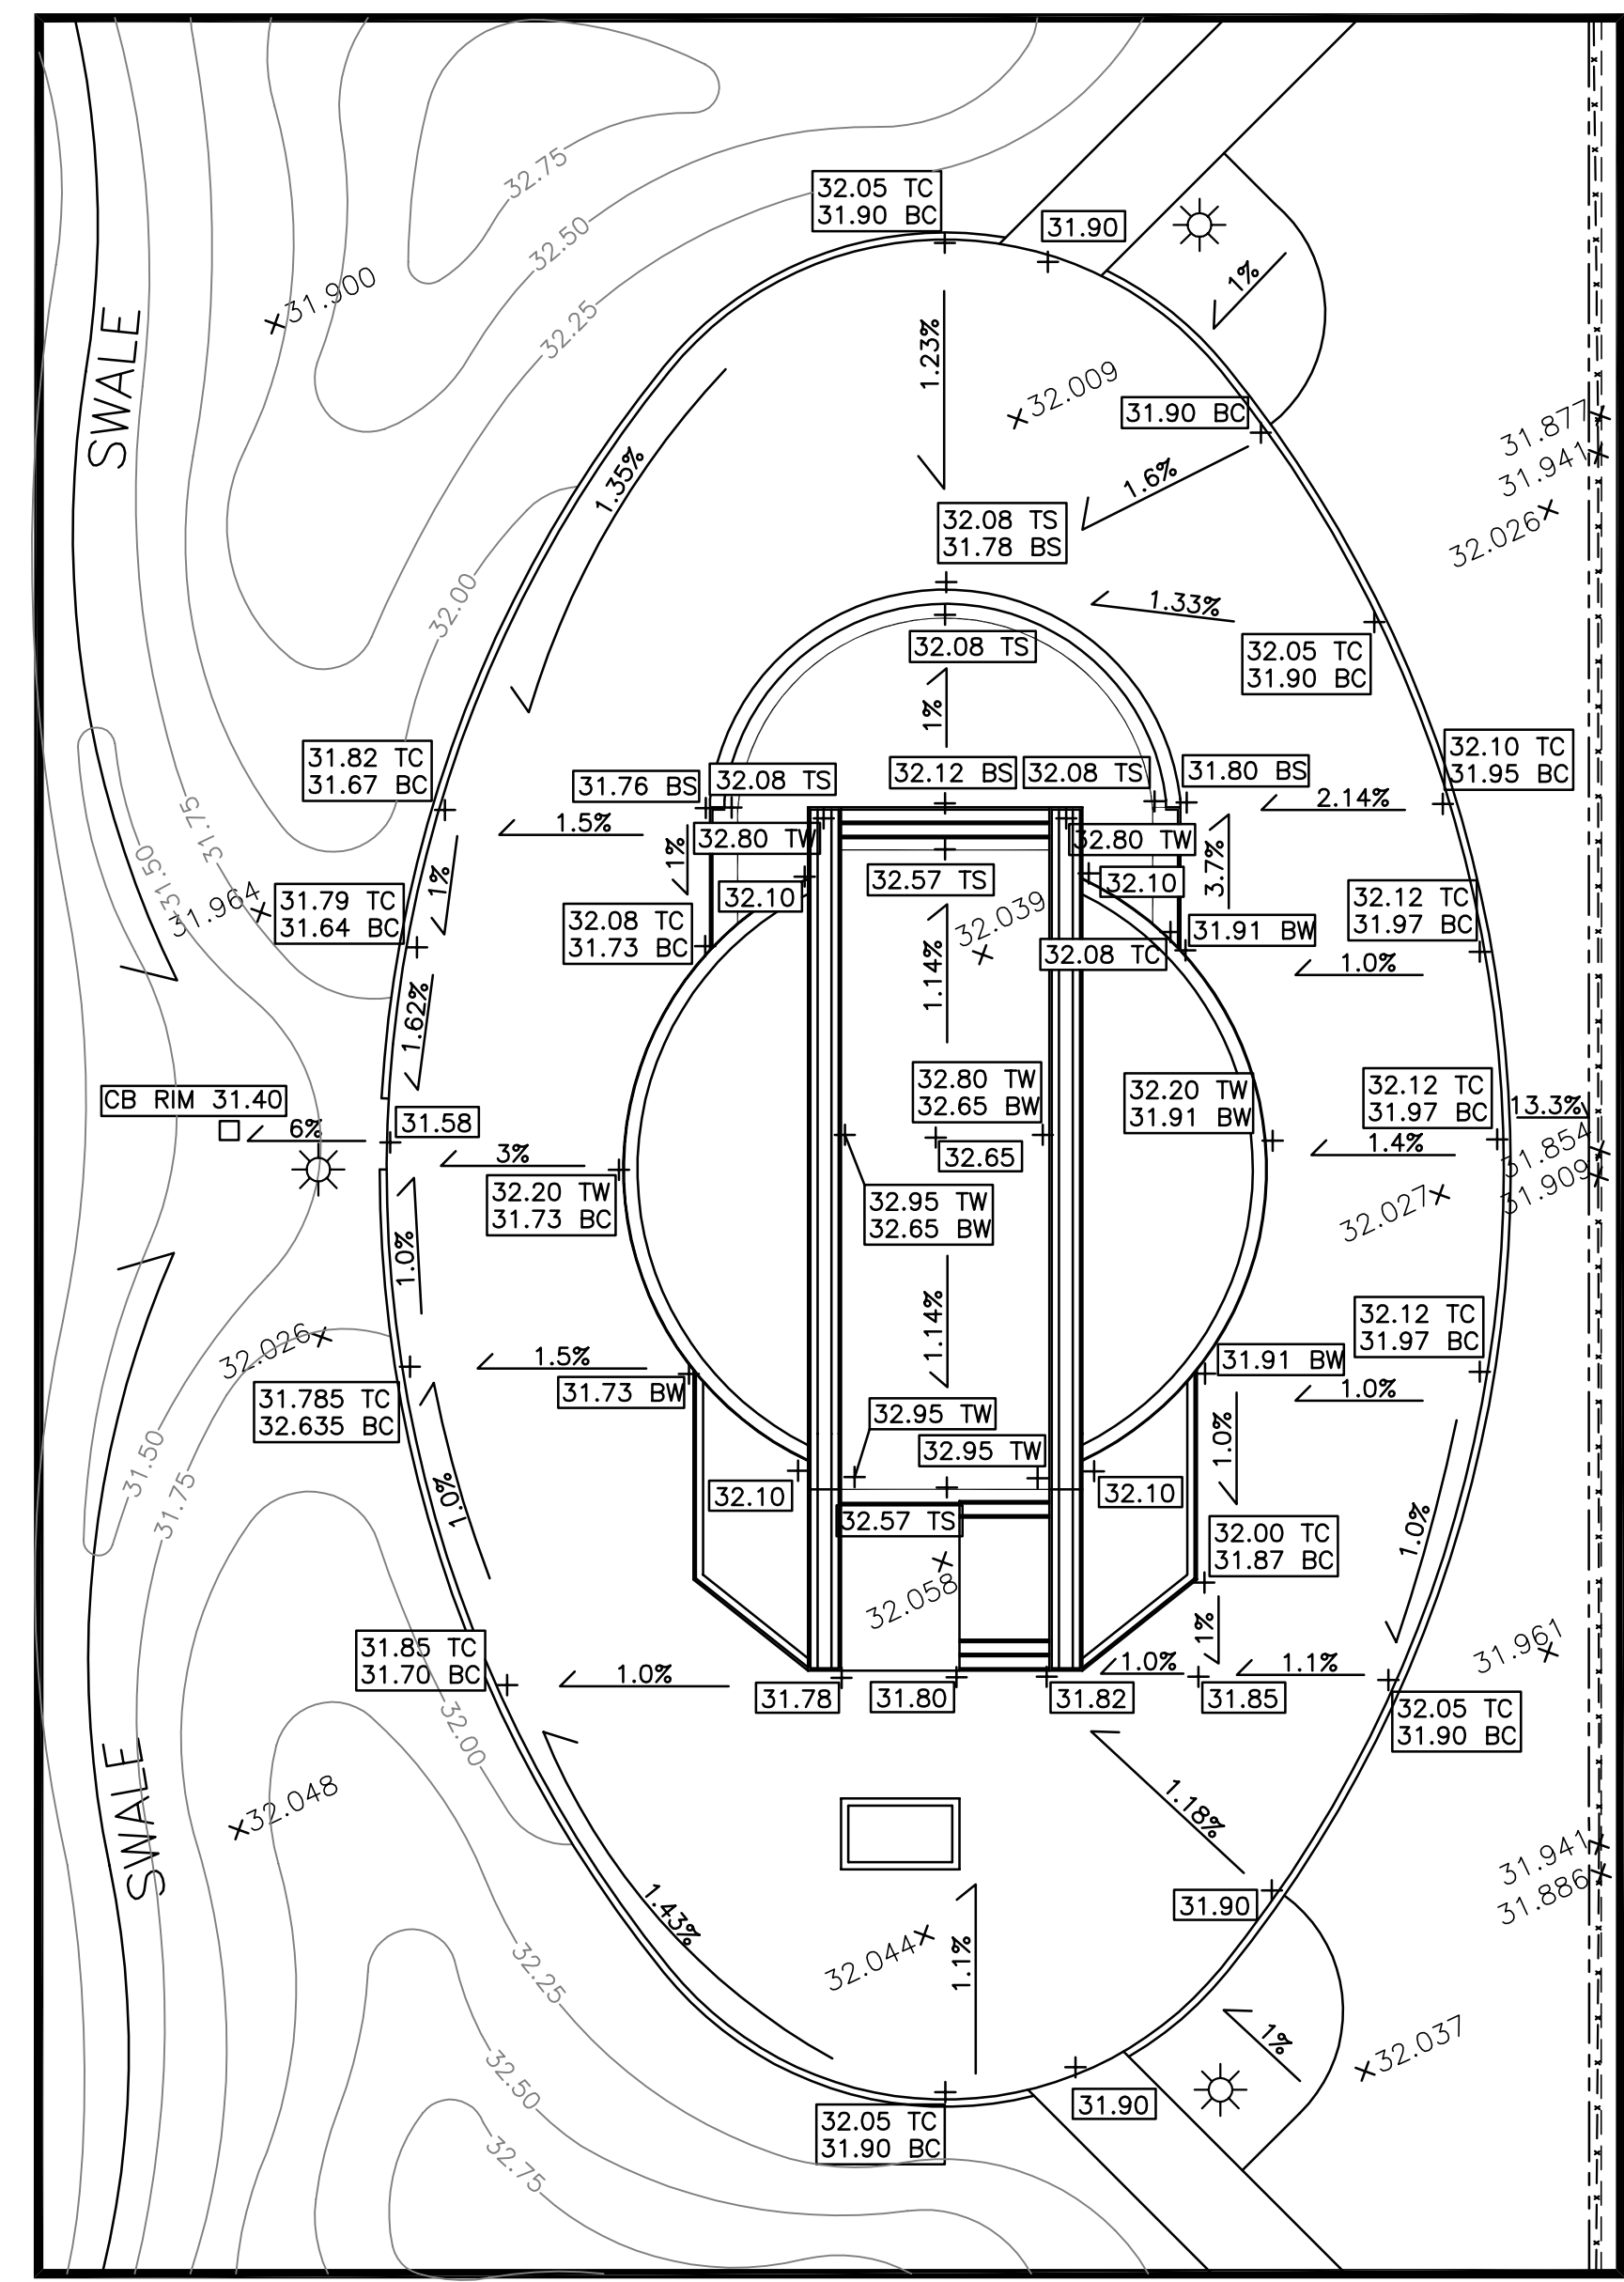 32.75
32.05 TC
31.90 BC
31.90
32.50
1%
31.900
32.25
1.23%
32.009
SWALE
31.90 BC
31.877
31.941
1.35%
1.6%
32.08 TS
31.78 BS
32.026
32.00
1.33%
32.08 TS
32.05 TC
31.90 BC
1%
31.82 TC
31.67 BC
31.76 BS
32.08 TS
32.12 BS
32.08 TS
31.80 BS
32.10 TC
31.95 BC
2.14%
31.75
1.5%
32.80 TW
32.80 TW
31.50
1%
1%
3.7%
32.10
32.57 TS
32.10
31.964
31.79 TC
31.64 BC
32.08 TC
31.73 BC
32.039
31.91 BW
32.12 TC
31.97 BC
32.08 TC
1.14%
1.0%
1.62%
CB RIM 31.40
6%
31.58
32.80 TW
32.65 BW
32.20 TW
31.91 BW
32.12 TC
31.97 BC
13.3%
3%
32.65
1.4%
31.854
31.909
32.20 TW
31.73 BC
32.95 TW
32.65 BW
32.027
1.0%
32.026
1.14%
32.12 TC
31.97 BC
1.5%
31.91 BW
31.785 TC
32.635 BC
31.73 BW
1.0%
32.95 TW
1.0%
31.50
31.75
32.95 TW
1.0%
32.10
32.10
1.0%
32.57 TS
32.00 TC
31.87 BC
32.058
1%
31.85 TC
31.70 BC
31.961
1.0%
1.0%
1.1%
31.78
31.80
31.82
31.85
32.05 TC
31.90 BC
32.00
SWALE
32.048
1.18%
31.941
31.886
31.90
1.43%
32.044
1.1%
32.25
1%
32.037
32.50
31.90
32.05 TC
31.90 BC
32.75